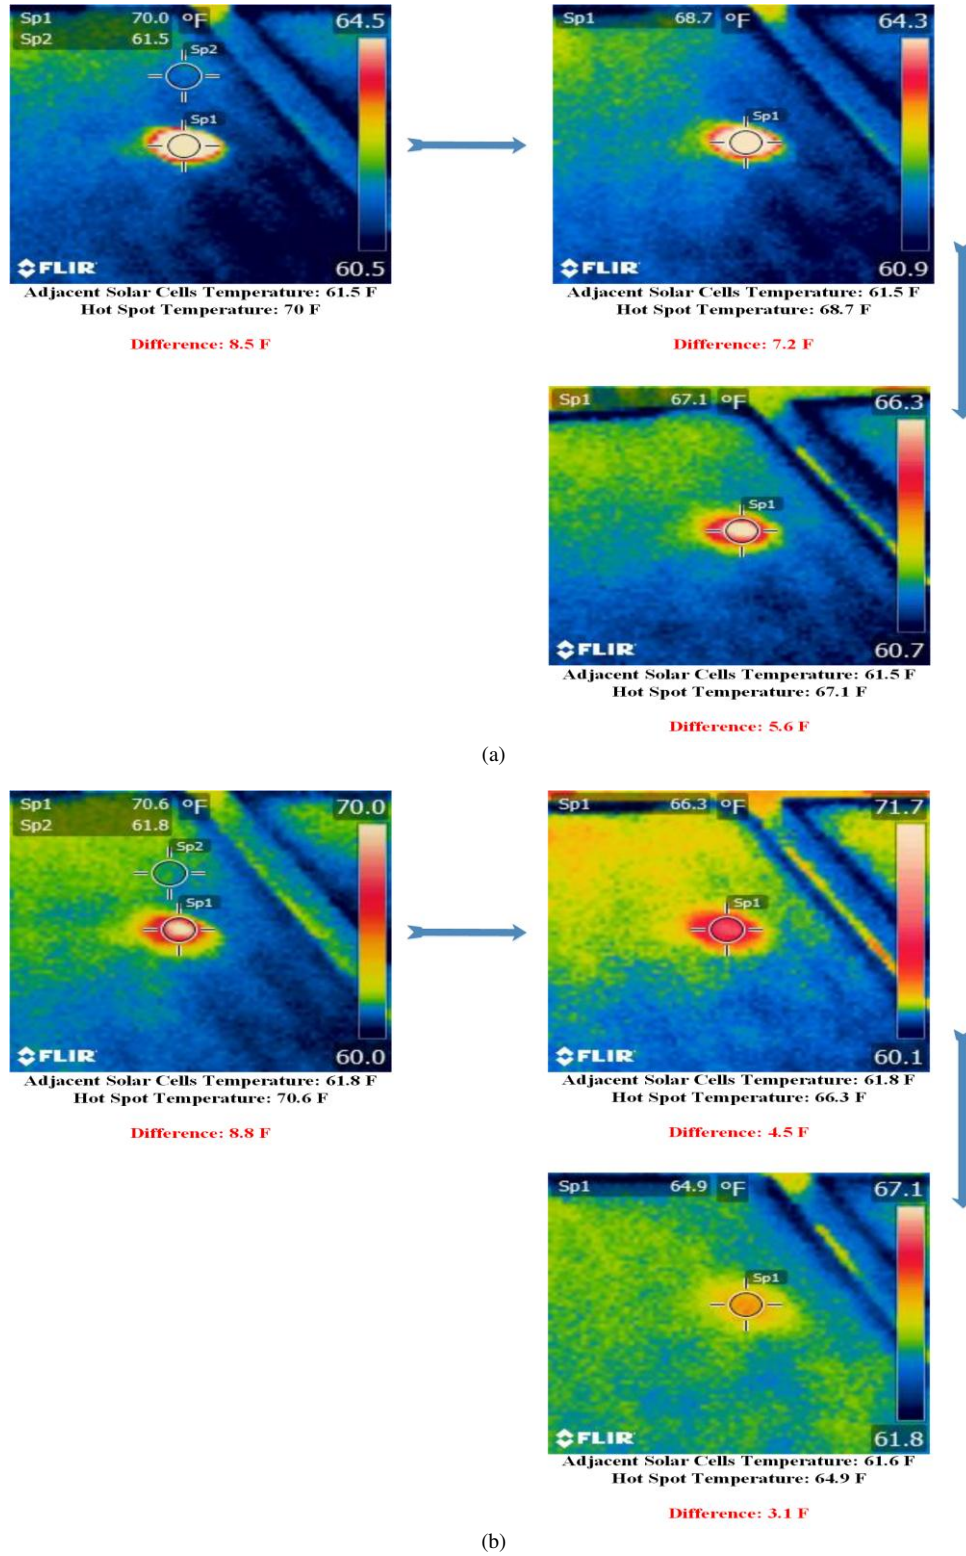 Sp1 70.0 °F 64.5
Sp2 61.5
Sp2
Sp1
FLIR 60.5
Adjacent Solar Cells Temperature: 61.5 F
Hot Spot Temperature: 70 F
Difference: 8.5 F
Sp1 68.7 °F 64.3
Sp1
FLIR 60.9
Adjacent Solar Cells Temperature: 61.5 F
Hot Spot Temperature: 68.7 F
Difference: 7.2 F
Sp1 67.1 °F 66.3
Sp1
FLIR 60.7
Adjacent Solar Cells Temperature: 61.5 F
Hot Spot Temperature: 67.1 F
Difference: 5.6 F
(a)
Sp1 70.6 °F 70.0
Sp2 61.8
Sp2
Sp1
FLIR 60.0
Adjacent Solar Cells Temperature: 61.8 F
Hot Spot Temperature: 70.6 F
Difference: 8.8 F
Sp1 66.3 °F 71.7
Sp1
FLIR 60.1
Adjacent Solar Cells Temperature: 61.8 F
Hot Spot Temperature: 66.3 F
Difference: 4.5 F
Sp1 64.9 °F 67.1
Sp1
FLIR 61.8
Adjacent Solar Cells Temperature: 61.6 F
Hot Spot Temperature: 64.9 F
Difference: 3.1 F
(b)